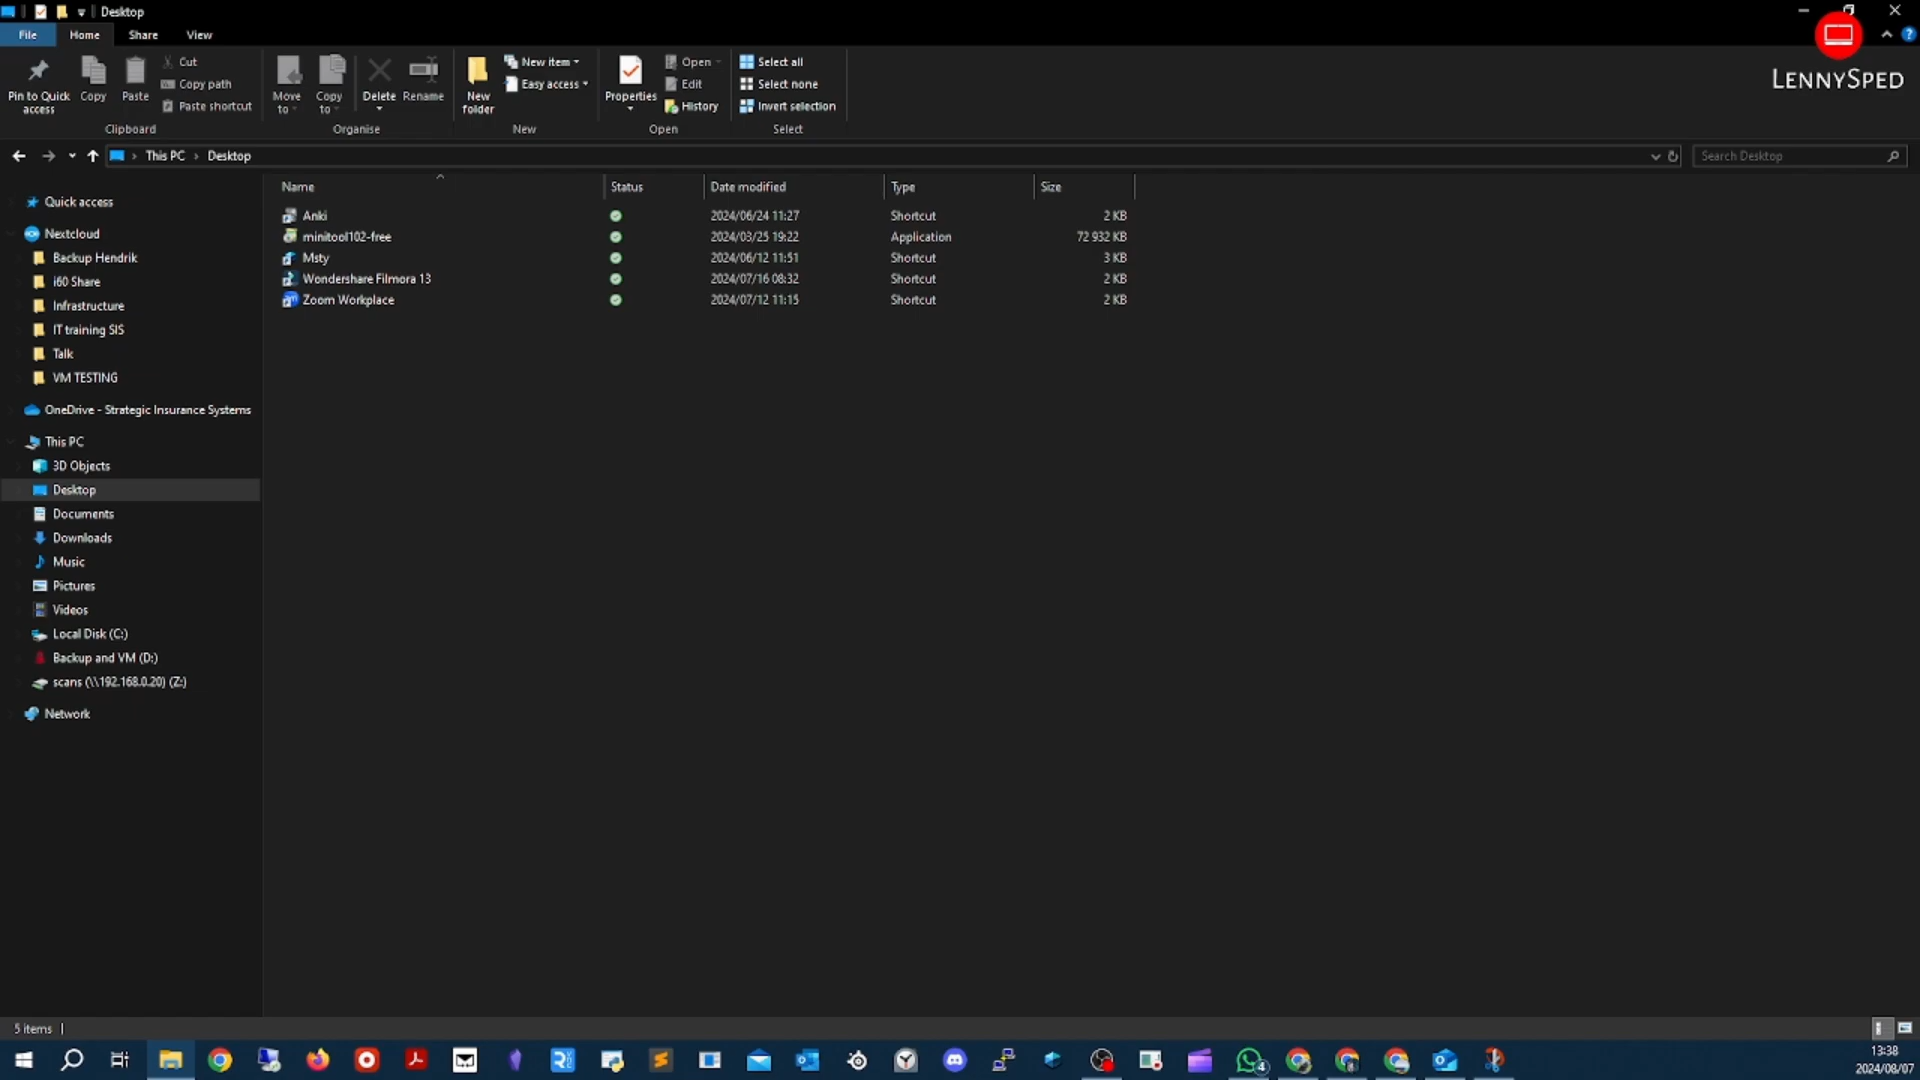 Desktop
File Home Share View
LENNYSPED
Pin to Quick access
Copy
Paste
Cut
Copy path
Paste shortcut
Clipboard
Move to
Copy to
Delete
Rename
Organise
New folder
New item
Easy access
New
Properties
Open
Edit
History
Open
Select all
Select none
Invert selection
Select
This PC › Desktop
Search Desktop
Name Status Date modified Type Size
Anki 2024/06/24 11:27 Shortcut 2 KB
minitool102-free 2024/03/25 19:22 Application 72 932 KB
Msty 2024/06/12 11:51 Shortcut 3 KB
Wondershare Filmora 13 2024/07/16 08:32 Shortcut 2 KB
Zoom Workplace 2024/07/12 11:15 Shortcut 2 KB
Quick access
Nextcloud
Backup Hendrik
i60 Share
Infrastructure
IT training SIS
Talk
VM TESTING
OneDrive - Strategic Insurance Systems
This PC
3D Objects
Desktop
Documents
Downloads
Music
Pictures
Videos
Local Disk (C:)
Backup and VM (D:)
scans (\\192.168.0.20) (Z:)
Network
5 items
4
13:38
2024/08/07